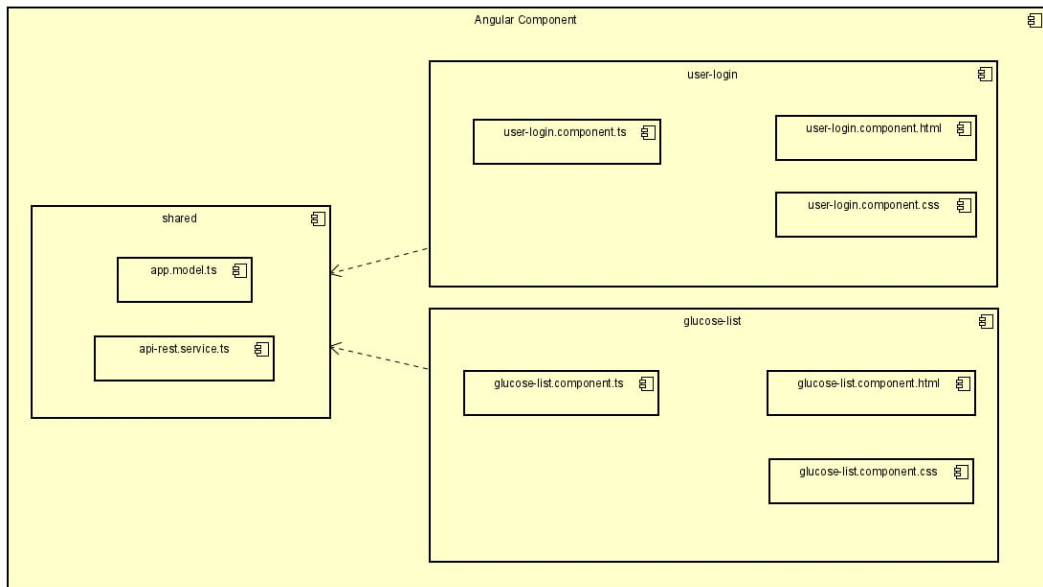 Angular Component
user-login
user-login.component.ts
user-login.component.html
user-login.component.css
shared
app.model.ts
api-rest.service.ts
glucose-list
glucose-list.component.ts
glucose-list.component.html
glucose-list.component.css